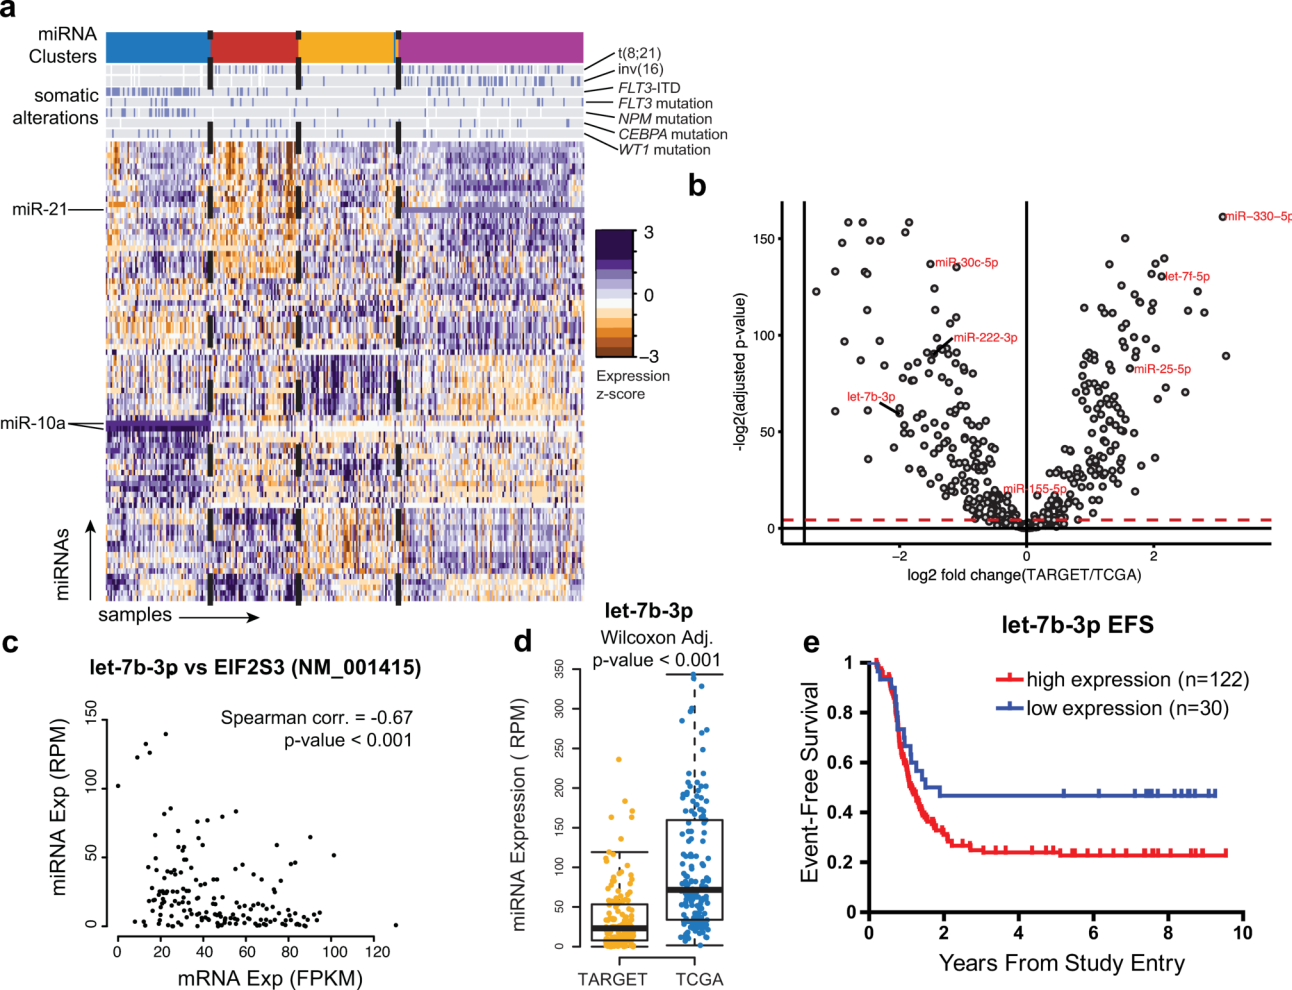 a
miRNA
Clusters
somatic
alterations
t(8;21)
inv(16)
FLT3-ITD
FLT3 mutation
NPM mutation
CEBPA mutation
WT1 mutation
miR-21
miR-10a
miRNAs
samples
3
0
−3
Expression
z-score
b
-log2(adjusted p-value)
150
100
50
0
miR−330−5p
miR-30c-5p
let-7f-5p
miR-222-3p
miR-25-5p
let-7b-3p
miR-155-5p
−2
0
2
log2 fold change(TARGET/TCGA)
c
let-7b-3p vs EIF2S3 (NM_001415)
Spearman corr. = -0.67
p-value < 0.001
miRNA Exp (RPM)
150
100
50
0
0 20 40 60 80 100 120
mRNA Exp (FPKM)
d
let-7b-3p
Wilcoxon Adj.
p-value < 0.001
miRNA Expression ( RPM)
350
300
250
200
150
100
50
0
TARGET TCGA
e
let-7b-3p EFS
high expression (n=122)
low expression (n=30)
Event-Free Survival
1
0.8
0.6
0.4
0.2
0
0 2 4 6 8 10
Years From Study Entry